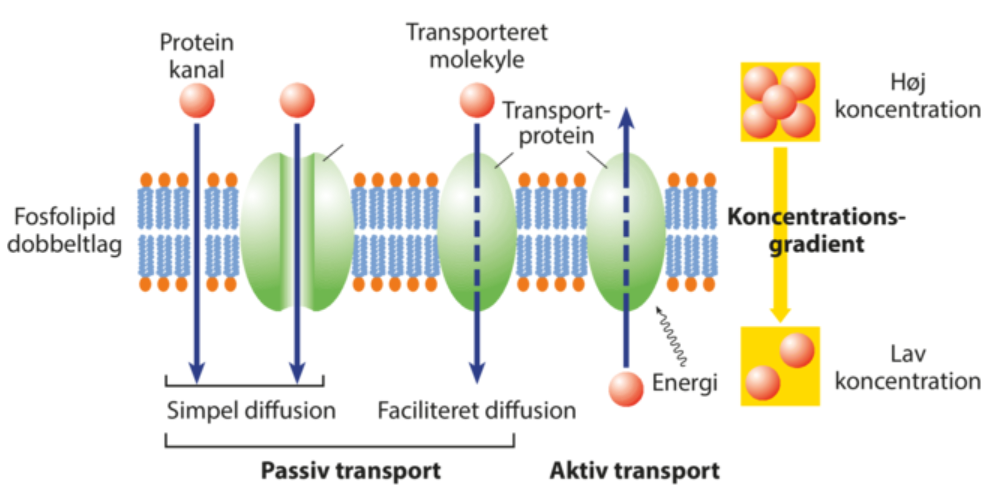 Protein
kanal
Transporteret
molekyle
Transport-
protein
Høj
koncentration
Fosfolipid
dobbeltlag
Koncentrations-
gradient
Energi
Lav
koncentration
Simpel diffusion
Faciliteret diffusion
Passiv transport
Aktiv transport